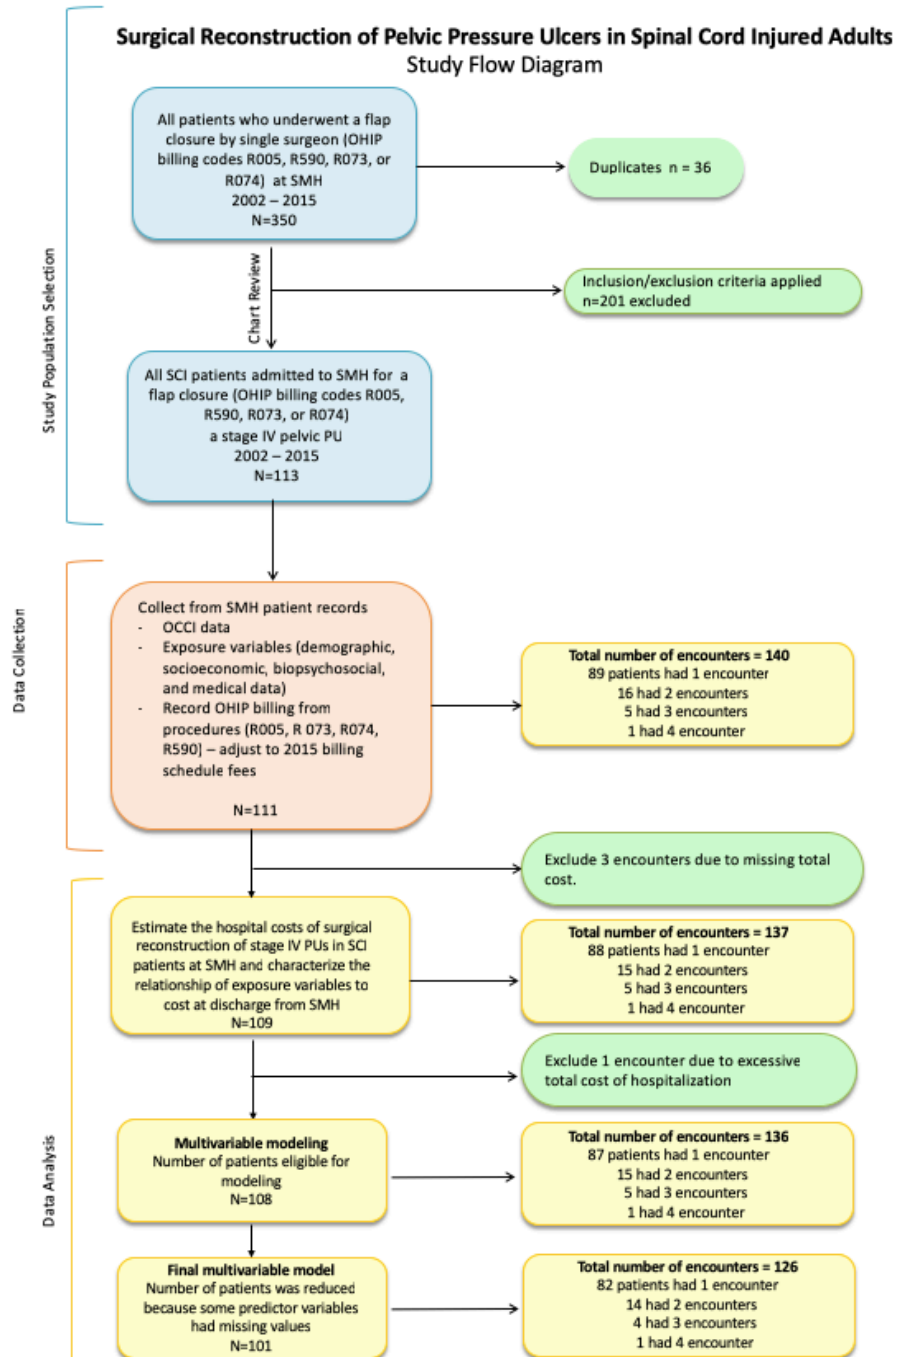 Surgical Reconstruction of Pelvic Pressure Ulcers in Spinal Cord Injured Adults
Study Flow Diagram
Study Population Selection
All patients who underwent a flap
closure by single surgeon (OHIP
billing codes R005, R590, R073, or
R074) at SMH
2002 – 2015
N=350
Duplicates n = 36
Chart Review
Inclusion/exclusion criteria applied
n=201 excluded
All SCI patients admitted to SMH for a
flap closure (OHIP billing codes R005,
R590, R073, or R074)
a stage IV pelvic PU
2002 – 2015
N=113
Data Collection
Collect from SMH patient records
- OCCI data
- Exposure variables (demographic,
socioeconomic, biopsychosocial,
and medical data)
- Record OHIP billing from
procedures (R005, R 073, R074,
R590) – adjust to 2015 billing
schedule fees
N=111
Total number of encounters = 140
89 patients had 1 encounter
16 had 2 encounters
5 had 3 encounters
1 had 4 encounter
Data Analysis
Exclude 3 encounters due to missing total
cost.
Estimate the hospital costs of surgical
reconstruction of stage IV PUs in SCI
patients at SMH and characterize the
relationship of exposure variables to
cost at discharge from SMH
N=109
Total number of encounters = 137
88 patients had 1 encounter
15 had 2 encounters
5 had 3 encounters
1 had 4 encounter
Exclude 1 encounter due to excessive
total cost of hospitalization
Multivariable modeling
Number of patients eligible for
modeling
N=108
Total number of encounters = 136
87 patients had 1 encounter
15 had 2 encounters
5 had 3 encounters
1 had 4 encounter
Final multivariable model
Number of patients was reduced
because some predictor variables
had missing values
N=101
Total number of encounters = 126
82 patients had 1 encounter
14 had 2 encounters
4 had 3 encounters
1 had 4 encounter